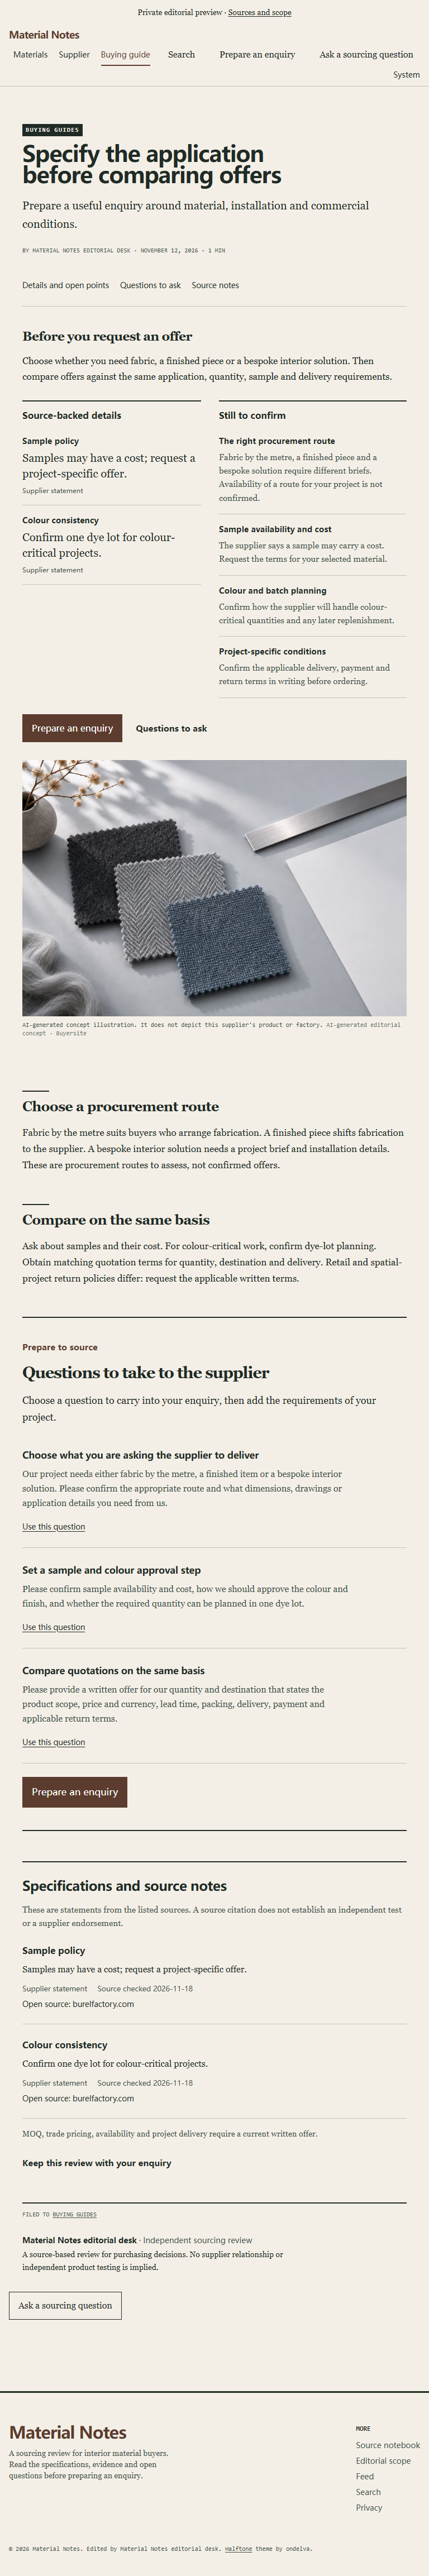 Private editorial preview · Sources and scope
Material Notes
Materials Supplier Buying guide Search Prepare an enquiry Ask a sourcing question
System
BUYING GUIDES
Specify the application
before comparing offers
Prepare a useful enquiry around material, installation and commercial
conditions.
BY MATERIAL NOTES EDITORIAL DESK · NOVEMBER 12, 2026 · 1 MIN
Details and open points Questions to ask Source notes
Before you request an offer
Choose whether you need fabric, a finished piece or a bespoke interior solution. Then
compare offers against the same application, quantity, sample and delivery requirements.
Source-backed details
Sample policy
Samples may have a cost; request a
project-specific offer.
Supplier statement
Colour consistency
Confirm one dye lot for colour-
critical projects.
Supplier statement
Still to confirm
The right procurement route
Fabric by the metre, a finished piece and a
bespoke solution require different briefs.
Availability of a route for your project is not
confirmed.
Sample availability and cost
The supplier says a sample may carry a cost.
Request the terms for your selected material.
Colour and batch planning
Confirm how the supplier will handle colour-
critical quantities and any later replenishment.
Project-specific conditions
Confirm the applicable delivery, payment and
return terms in writing before ordering.
Prepare an enquiry Questions to ask
AI-generated concept illustration. It does not depict this supplier's product or factory. AI-generated editorial
concept · Buyersite
Choose a procurement route
Fabric by the metre suits buyers who arrange fabrication. A finished piece shifts fabrication
to the supplier. A bespoke interior solution needs a project brief and installation details.
These are procurement routes to assess, not confirmed offers.
Compare on the same basis
Ask about samples and their cost. For colour-critical work, confirm dye-lot planning.
Obtain matching quotation terms for quantity, destination and delivery. Retail and spatial-
project return policies differ: request the applicable written terms.
Prepare to source
Questions to take to the supplier
Choose a question to carry into your enquiry, then add the requirements of your
project.
Choose what you are asking the supplier to deliver
Our project needs either fabric by the metre, a finished item or a bespoke interior
solution. Please confirm the appropriate route and what dimensions, drawings or
application details you need from us.
Use this question
Set a sample and colour approval step
Please confirm sample availability and cost, how we should approve the colour and
finish, and whether the required quantity can be planned in one dye lot.
Use this question
Compare quotations on the same basis
Please provide a written offer for our quantity and destination that states the
product scope, price and currency, lead time, packing, delivery, payment and
applicable return terms.
Use this question
Prepare an enquiry
Specifications and source notes
These are statements from the listed sources. A source citation does not establish an independent test
or a supplier endorsement.
Sample policy
Samples may have a cost; request a project-specific offer.
Supplier statement Source checked 2026-11-18
Open source: burelfactory.com
Colour consistency
Confirm one dye lot for colour-critical projects.
Supplier statement Source checked 2026-11-18
Open source: burelfactory.com
MOQ, trade pricing, availability and project delivery require a current written offer.
Keep this review with your enquiry
FILED TO BUYING GUIDES
Material Notes editorial desk · Independent sourcing review
A source-based review for purchasing decisions. No supplier relationship or
independent product testing is implied.
Ask a sourcing question
Material Notes
A sourcing review for interior material buyers.
Read the specifications, evidence and open
questions before preparing an enquiry.
MORE
Source notebook
Editorial scope
Feed
Search
Privacy
© 2026 Material Notes. Edited by Material Notes editorial desk. Halftone theme by ondelva.